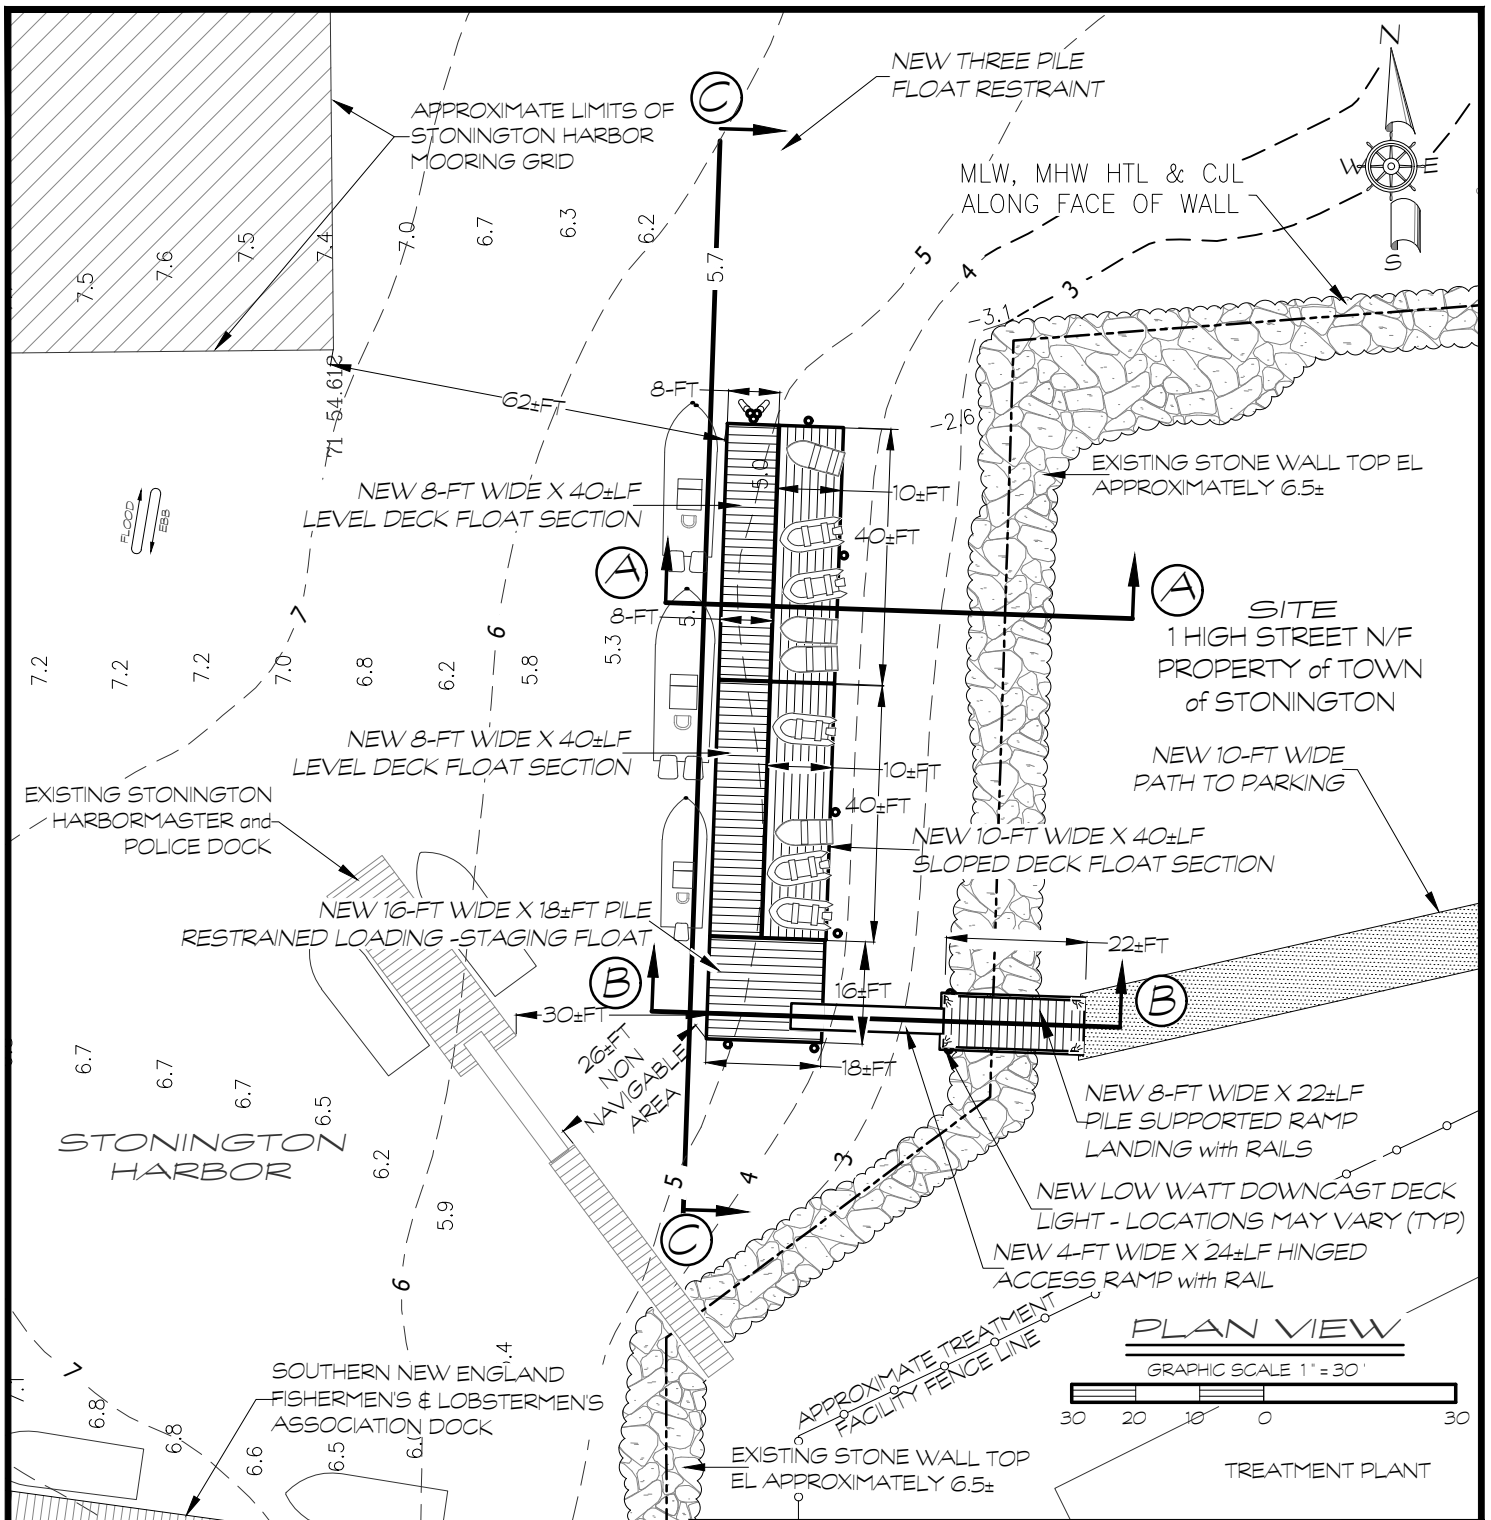 NEW THREE PILE
FLOAT RESTRAINT
N
W
E
S
C
APPROXIMATE LIMITS OF
STONINGTON HARBOR
MOORING GRID
MLW, MHW HTL & CJL
ALONG FACE OF WALL
7.5
7.6
7.5
7.4
7.0
6.7
6.3
6.2
5.7
5
4
3
-3.1
-2.6
62±FT
8-FT
EXISTING STONE WALL TOP EL
APPROXIMATELY 6.5±
NEW 8-FT WIDE X 40±LF
LEVEL DECK FLOAT SECTION
5.0
10±FT
40±FT
FLOOD
EBB
A
A
8-FT
SITE
1 HIGH STREET N/F
PROPERTY of TOWN
of STONINGTON
7
6
7.2
7.2
7.2
7.0
6.8
6.2
5.8
5.3
NEW 8-FT WIDE X 40±LF
LEVEL DECK FLOAT SECTION
NEW 10-FT WIDE
PATH TO PARKING
10±FT
40±FT
EXISTING STONINGTON
HARBORMASTER and
POLICE DOCK
NEW 10-FT WIDE X 40±LF
SLOPED DECK FLOAT SECTION
NEW 16-FT WIDE X 18±FT PILE
RESTRAINED LOADING -STAGING FLOAT
22±FT
B
B
16±FT
30±FT
26±FT
NON
NAVIGABLE
AREA
18±FT
6.7
6.7
6.7
6.5
6.2
5.9
STONINGTON
HARBOR
NEW 8-FT WIDE X 22±LF
PILE SUPPORTED RAMP
LANDING with RAILS
5
4
3
NEW LOW WATT DOWNCAST DECK
LIGHT - LOCATIONS MAY VARY (TYP)
C
NEW 4-FT WIDE X 24±LF HINGED
ACCESS RAMP with RAIL
6
7
PLAN VIEW
GRAPHIC SCALE 1" = 30'
30 20 10 0 30
APPROXIMATE TREATMENT
FACILITY FENCE LINE
SOUTHERN NEW ENGLAND
FISHERMEN'S & LOBSTERMEN'S
ASSOCIATION DOCK
6.8
6.8
6.6
6.5
EXISTING STONE WALL TOP
EL APPROXIMATELY 6.5±
TREATMENT PLANT